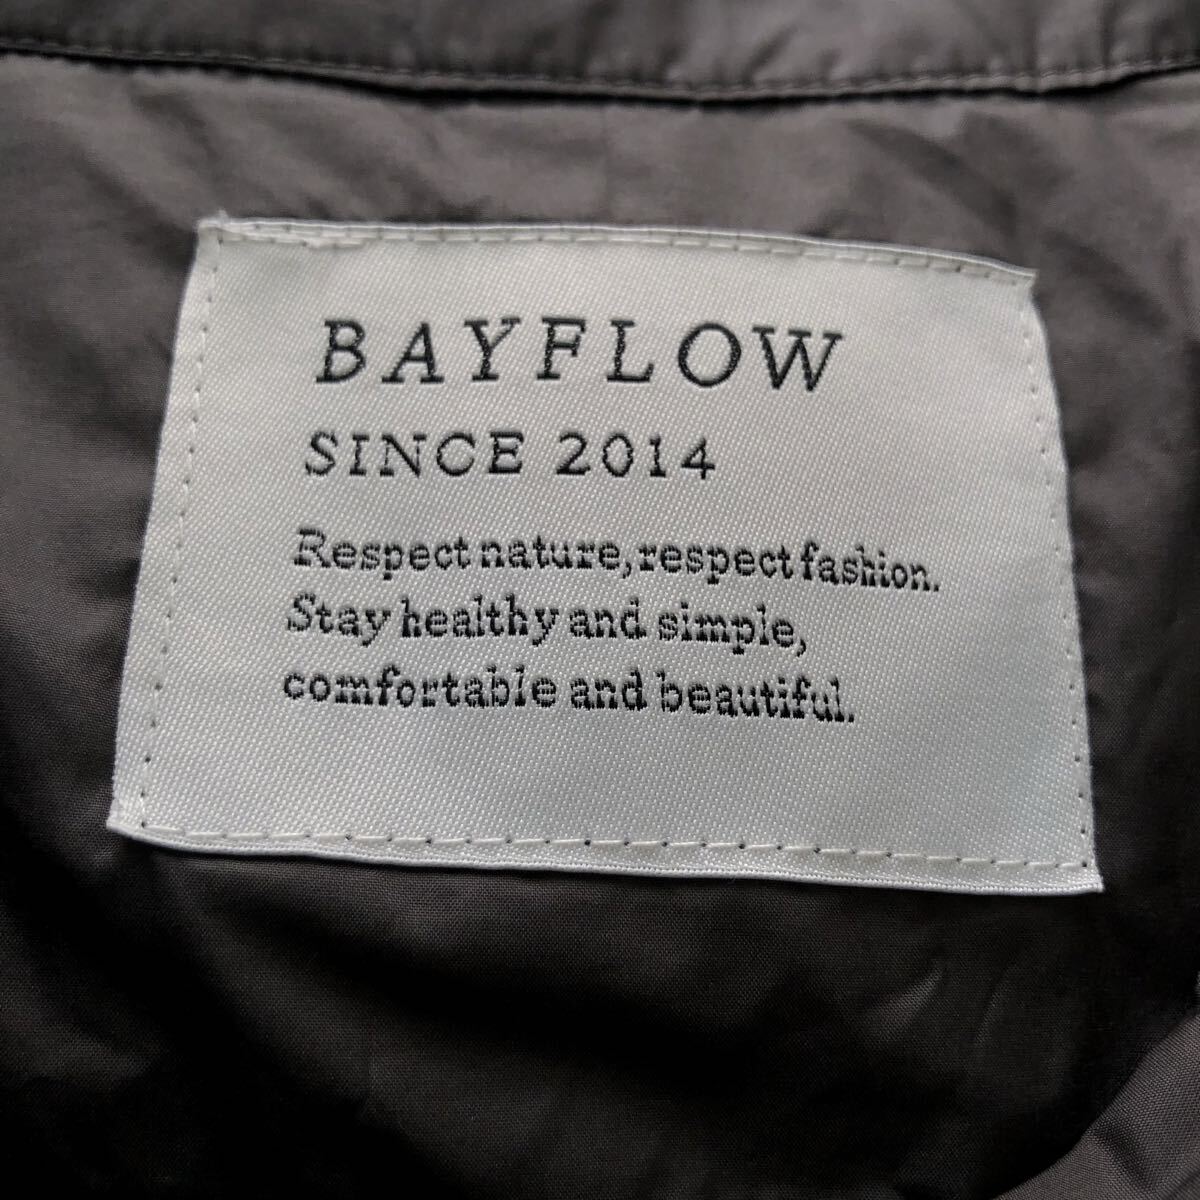 BAYFLOW
SINCE 2014
Respect nature, respect fashion.
Stay healthy and simple,
comfortable and beautiful.